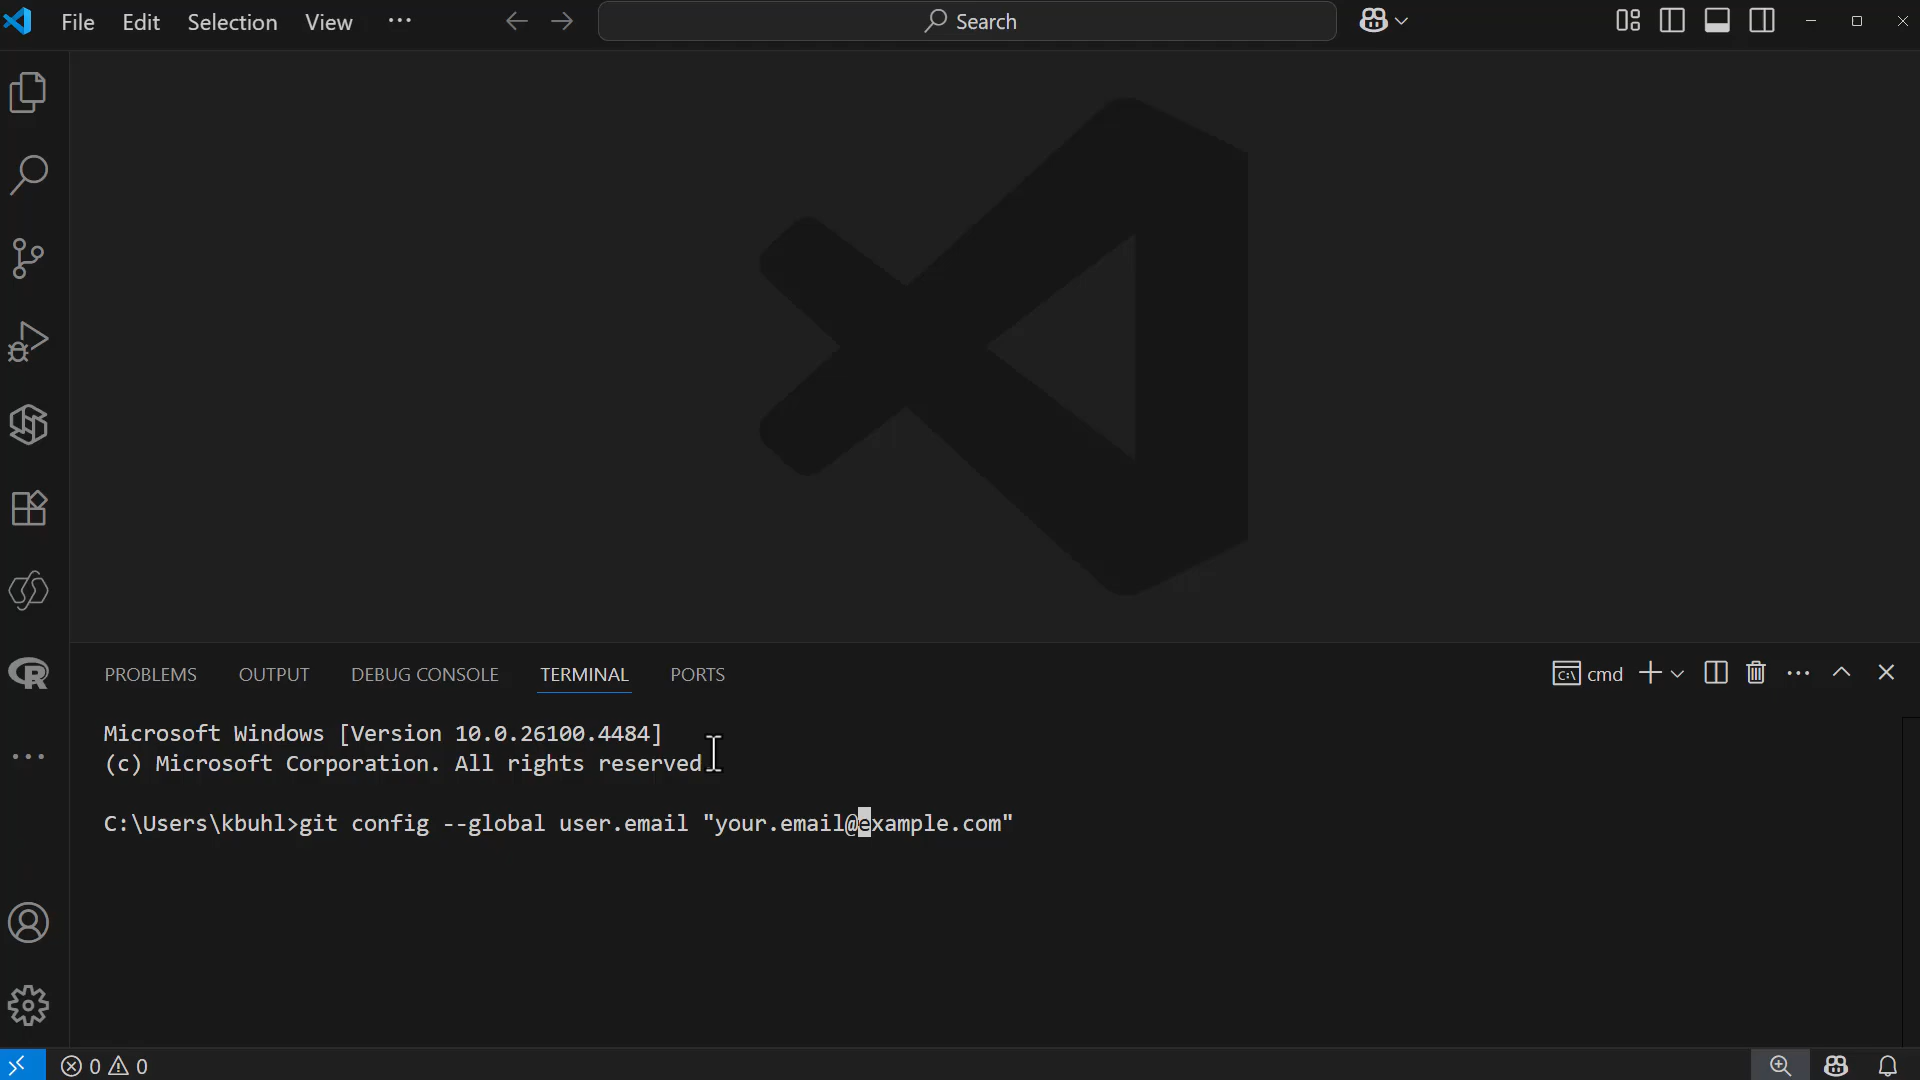 File Edit Selection View ···
Search
PROBLEMS OUTPUT DEBUG CONSOLE TERMINAL PORTS
cmd
Microsoft Windows [Version 10.0.26100.4484]
(c) Microsoft Corporation. All rights reserved.
C:\Users\kbuhl>git config --global user.email "your.email@example.com"
0 0